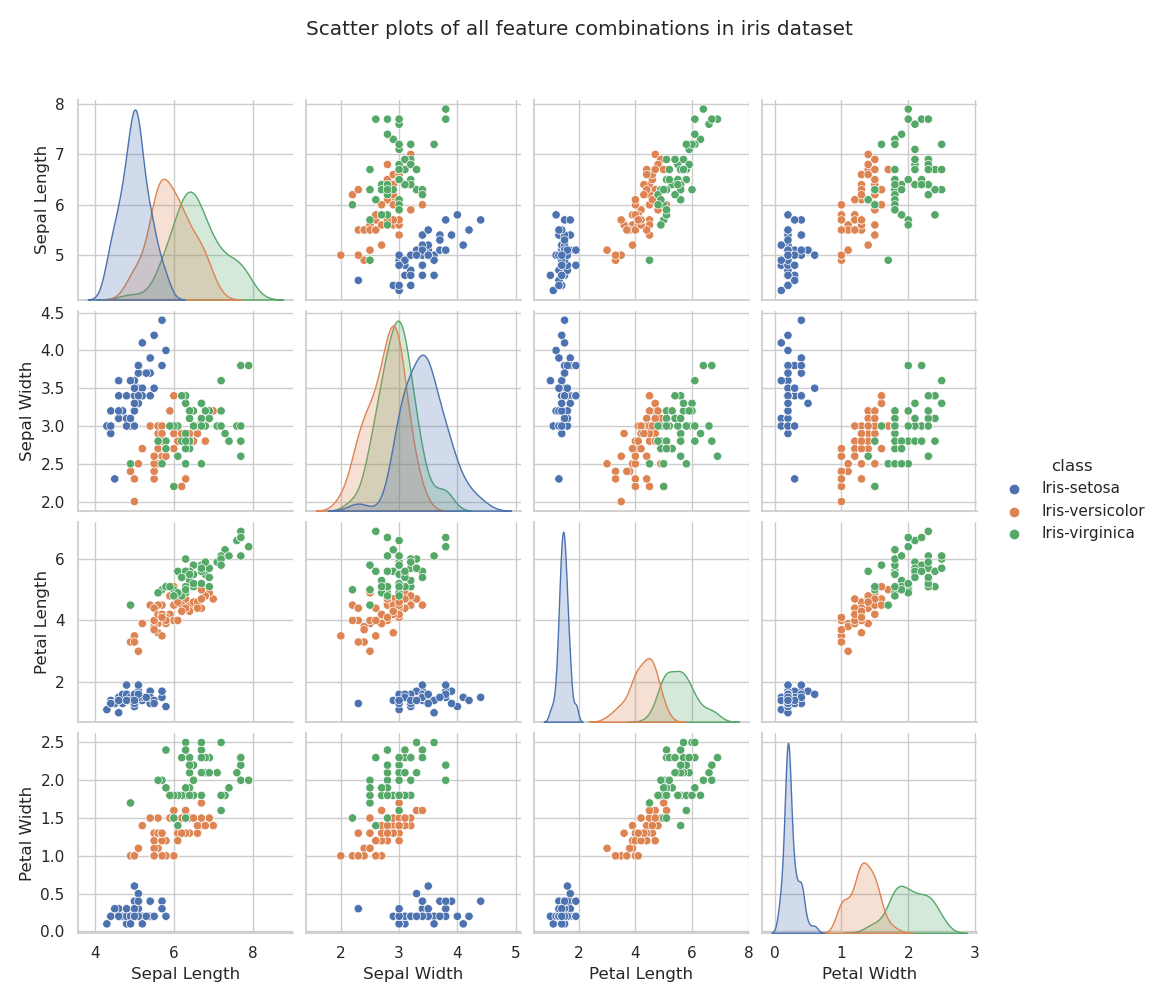 Scatter plots of all feature combinations in iris dataset
8
7
6
5
Sepal Length
4.5
4.0
3.5
3.0
2.5
2.0
Sepal Width
class
Iris-setosa
Iris-versicolor
Iris-virginica
6
4
2
Petal Length
2.5
2.0
1.5
1.0
0.5
0.0
Petal Width
4 6 8 2 3 4 5 2 4 6 8 0 1 2 3
Sepal Length Sepal Width Petal Length Petal Width